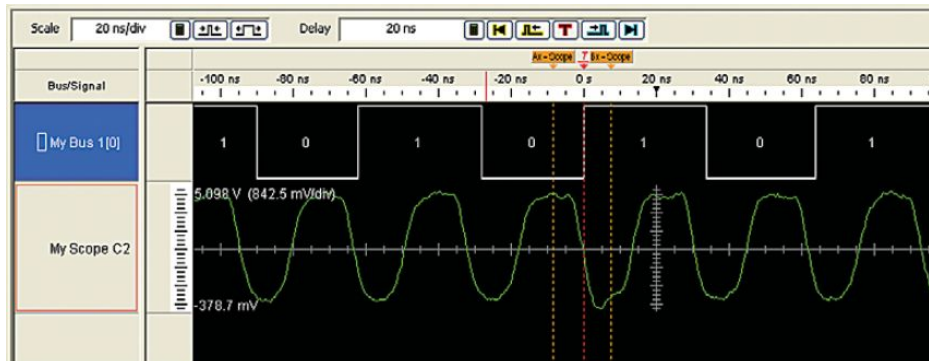 Scale 20 ns/div Delay 20 ns T
Ax - Scope T Bx - Scope
Bus/Signal -100 ns -80 ns -60 ns -40 ns -20 ns 0 s 20 ns 40 ns 60 ns 80 ns
My Bus 1[0] 1 0 1 0 1 0 1
5.098 V (842.5 mV/div)
My Scope C2
-378.7 mV